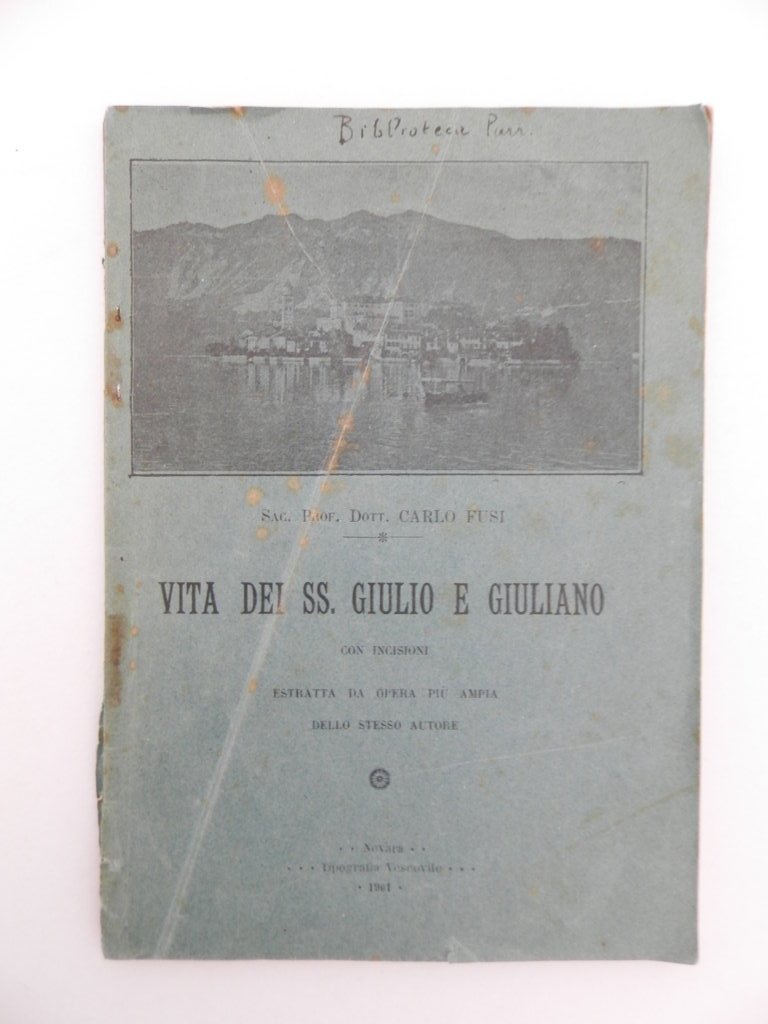 Biblioteca Parr.
Sac. Prof. Dott. CARLO FUSI
VITA DEI SS. GIULIO E GIULIANO
CON INCISIONI
ESTRATTA DA OPERA PIÙ AMPIA
DELLO STESSO AUTORE
• • Novara • •
• • • Tipografia Vescovile • • •
• 1901 •